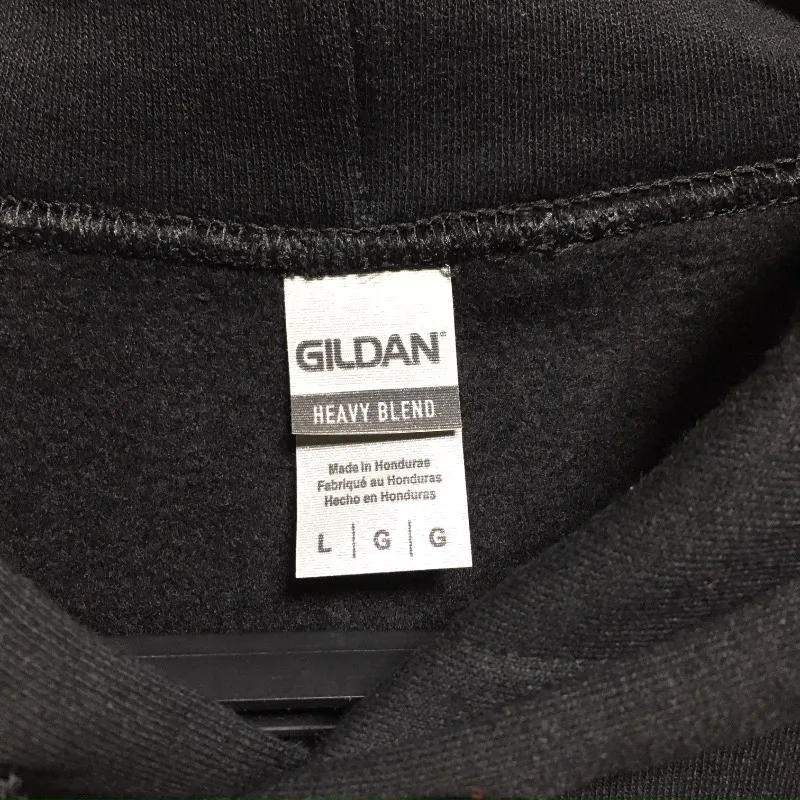 GILDAN®
HEAVY BLEND
Made in Honduras
Fabriqué au Honduras
Hecho en Honduras
L | G | G